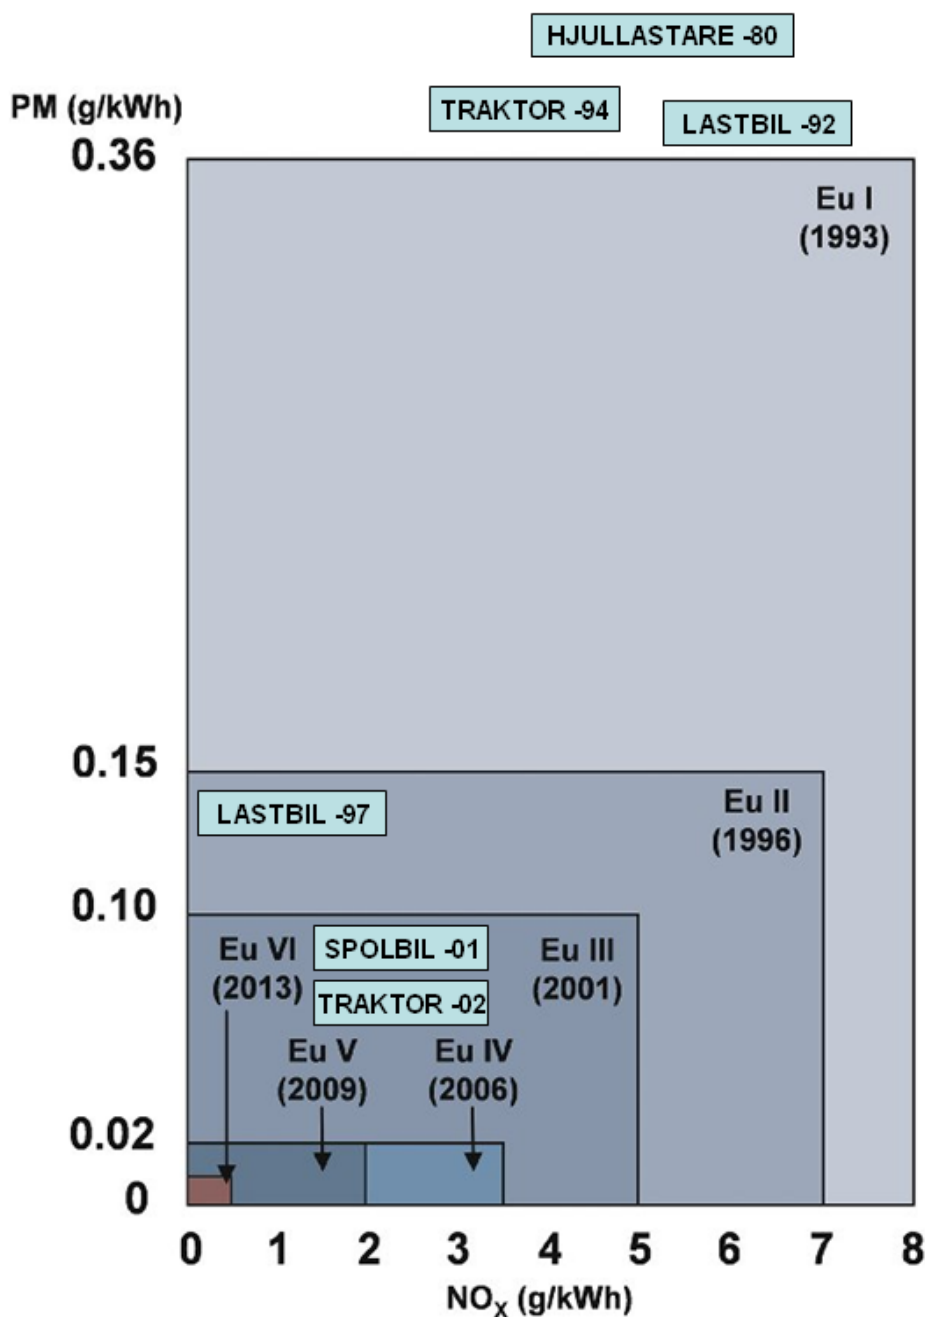 HJULLASTARE -80
PM (g/kWh)
TRAKTOR -94
LASTBIL -92
0.36
Eu I
(1993)
0.15
LASTBIL -97
Eu II
(1996)
0.10
Eu VI
(2013)
SPOLBIL -01
Eu III
(2001)
TRAKTOR -02
Eu V
(2009)
Eu IV
(2006)
0.02
0
0 1 2 3 4 5 6 7 8
NOX (g/kWh)